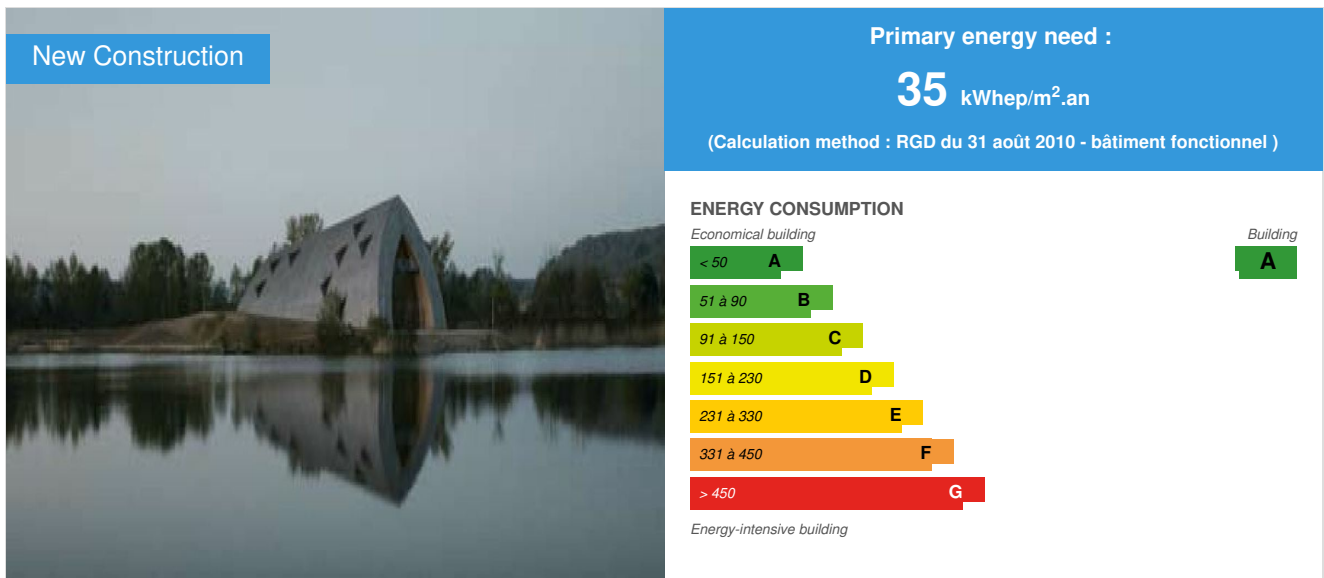 New Construction
Primary energy need :
35 kWhep/m².an
(Calculation method : RGD du 31 août 2010 - bâtiment fonctionnel )
ENERGY CONSUMPTION
Economical building
Building
< 50 A
A
51 à 90 B
91 à 150 C
151 à 230 D
231 à 330 E
331 à 450 F
> 450 G
Energy-intensive building